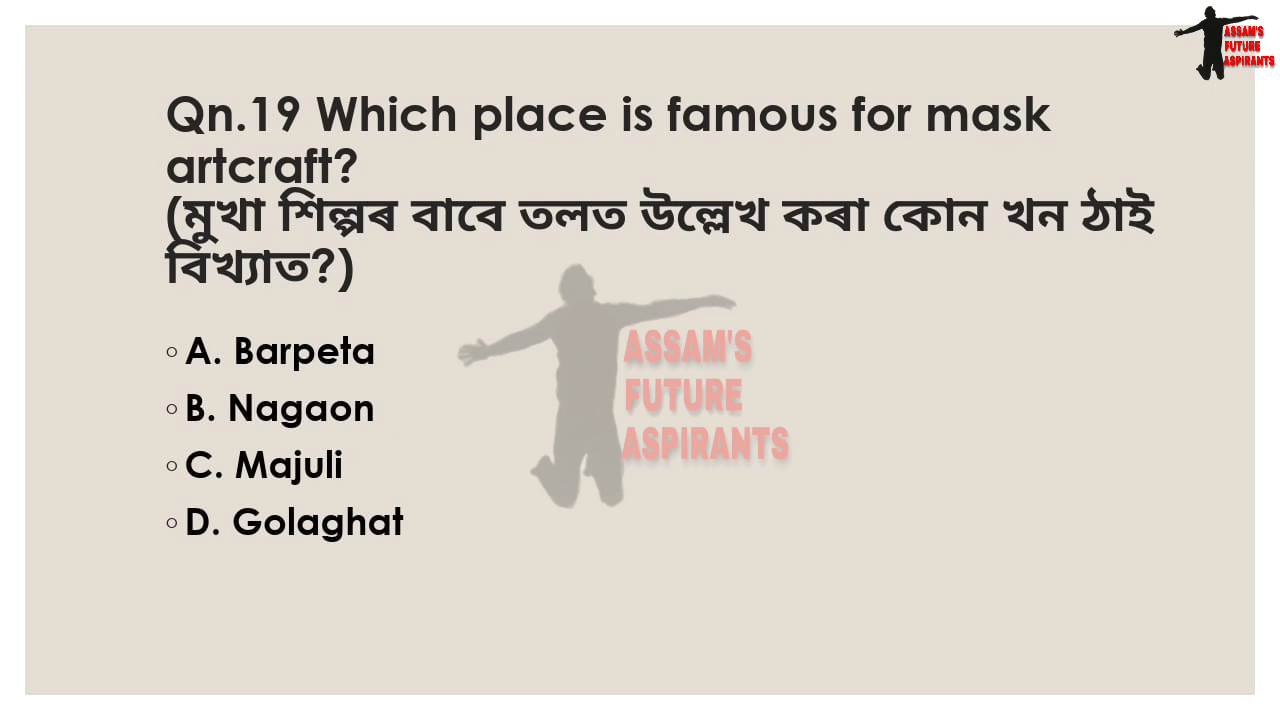 ASSAM'S
FUTURE
ASPIRANTS
Qn.19 Which place is famous for mask
artcraft?
(মুখা শিল্পৰ বাবে তলত উল্লেখ কৰা কোন খন ঠাই
বিখ্যাত?)
A. Barpeta
B. Nagaon
C. Majuli
D. Golaghat
ASSAM'S
FUTURE
ASPIRANTS